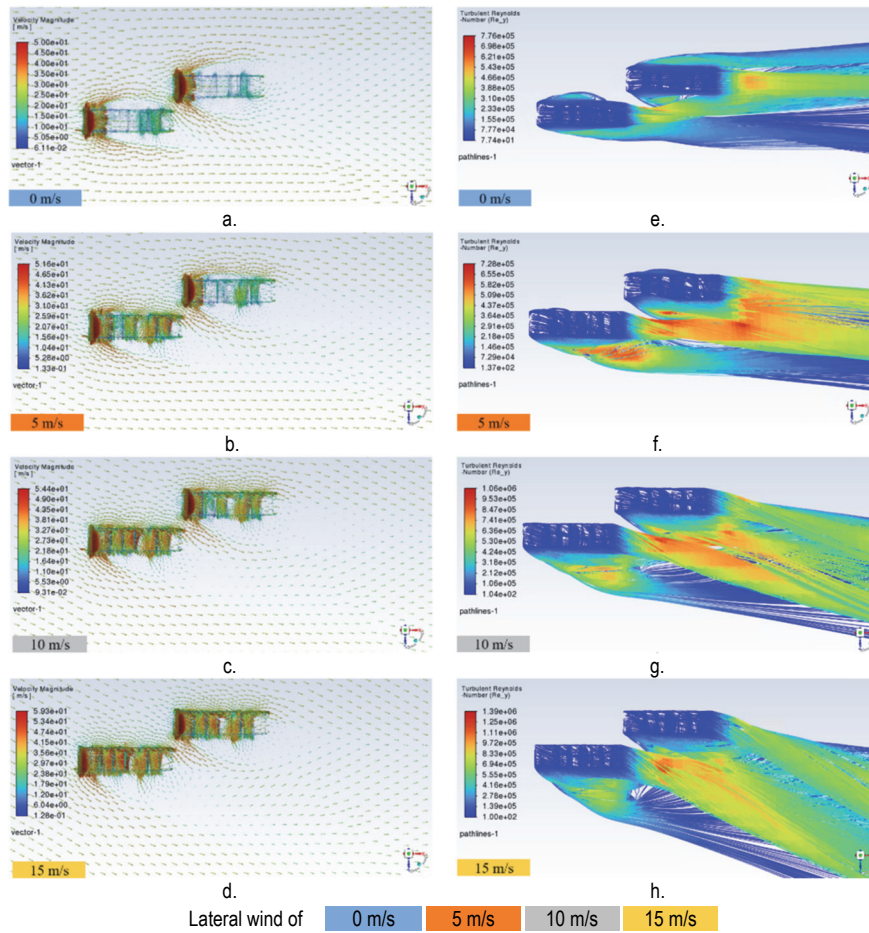 Velocity Magnitude
[ m/s ]
5.00e+01
4.50e+01
4.00e+01
3.50e+01
3.00e+01
2.50e+01
2.00e+01
1.50e+01
1.00e+01
5.05e+00
6.11e-02
vector-1
0 m/s
a.
Turbulent Reynolds
-Number (Re_y)
7.76e+05
6.98e+05
6.21e+05
5.43e+05
4.66e+05
3.88e+05
3.10e+05
2.33e+05
1.55e+05
7.77e+04
7.74e+01
pathlines-1
0 m/s
e.
Velocity Magnitude
[ m/s ]
5.16e+01
4.65e+01
4.13e+01
3.62e+01
3.10e+01
2.59e+01
2.07e+01
1.56e+01
1.04e+01
5.28e+00
1.33e-01
vector-1
5 m/s
b.
Turbulent Reynolds
-Number (Re_y)
7.28e+05
6.55e+05
5.82e+05
5.09e+05
4.37e+05
3.64e+05
2.91e+05
2.18e+05
1.46e+05
7.29e+04
1.37e+02
pathlines-1
5 m/s
f.
Velocity Magnitude
[ m/s ]
5.44e+01
4.90e+01
4.35e+01
3.81e+01
3.27e+01
2.73e+01
2.18e+01
1.64e+01
1.10e+01
5.53e+00
9.31e-02
vector-1
10 m/s
c.
Turbulent Reynolds
-Number (Re_y)
1.06e+06
9.53e+05
8.47e+05
7.41e+05
6.36e+05
5.30e+05
4.24e+05
3.18e+05
2.12e+05
1.06e+05
1.04e+02
pathlines-1
10 m/s
g.
Velocity Magnitude
[ m/s ]
5.93e+01
5.34e+01
4.74e+01
4.15e+01
3.56e+01
2.97e+01
2.38e+01
1.79e+01
1.20e+01
6.04e+00
1.28e-01
vector-1
15 m/s
d.
Turbulent Reynolds
-Number (Re_y)
1.39e+06
1.25e+06
1.11e+06
9.72e+05
8.33e+05
6.94e+05
5.55e+05
4.16e+05
2.78e+05
1.39e+05
1.00e+02
pathlines-1
15 m/s
h.
Lateral wind of 0 m/s 5 m/s 10 m/s 15 m/s